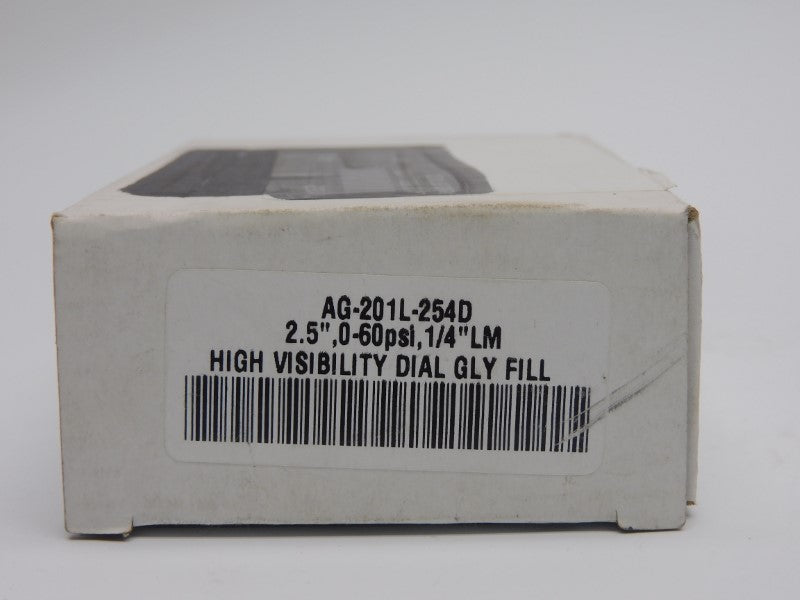 AG-201L-254D
2.5",0-60psi,1/4"LM
HIGH VISIBILITY DIAL GLY FILL